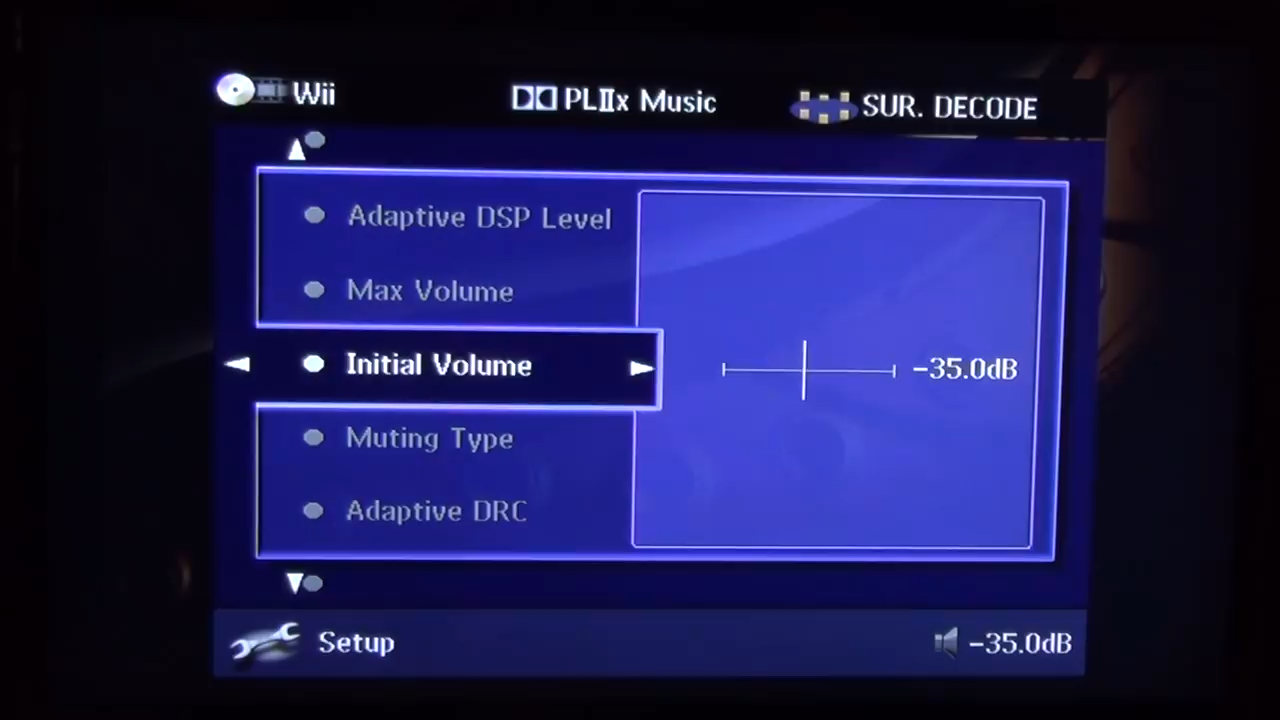 Wii
PLIIx Music
SUR. DECODE
Adaptive DSP Level
Max Volume
Initial Volume
-35.0dB
Muting Type
Adaptive DRC
Setup
-35.0dB